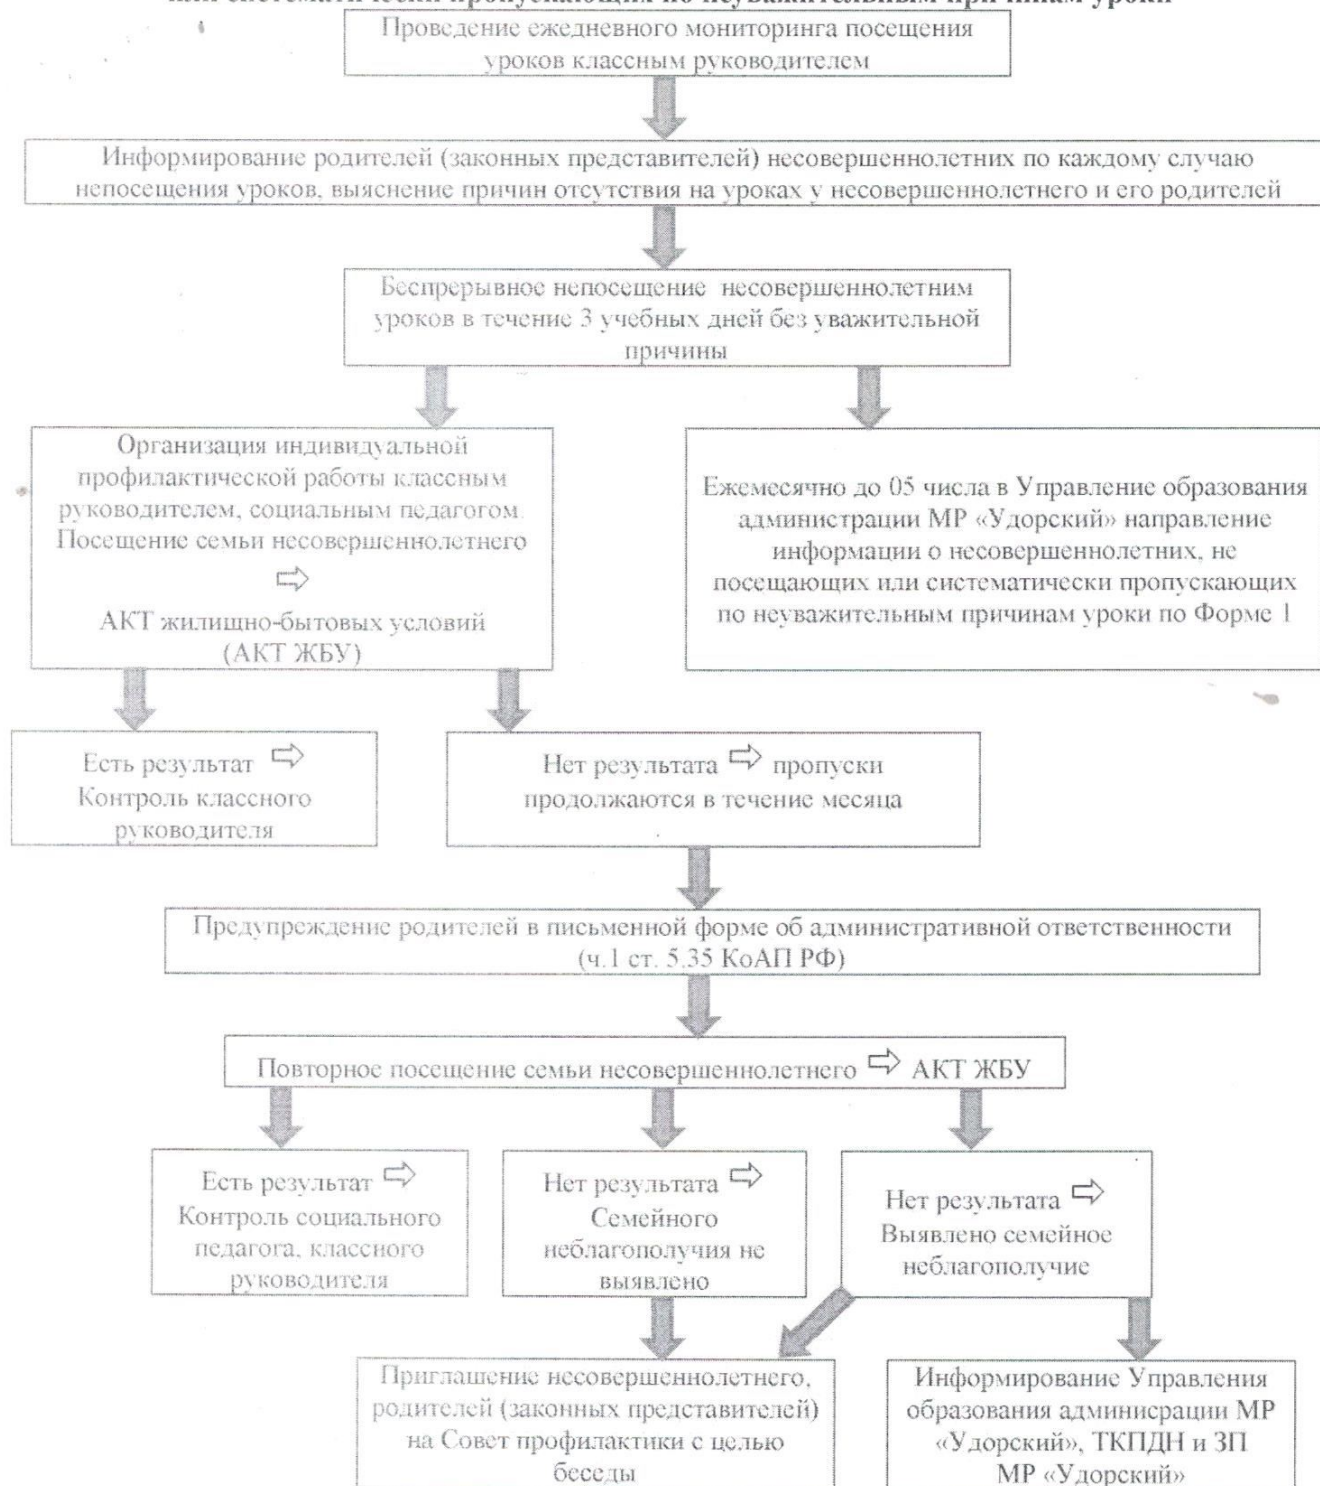 или систематически пропускающим по неуважительным причинам уроки
Проведение ежедневного мониторинга посещения
уроков классным руководителем
Информирование родителей (законных представителей) несовершеннолетних по каждому случаю
непосещения уроков, выяснение причин отсутствия на уроках у несовершеннолетнего и его родителей
Беспрерывное непосещение несовершеннолетним
уроков в течение 3 учебных дней без уважительной
причины
Организация индивидуальной
профилактической работы классным
руководителем, социальным педагогом.
Посещение семьи несовершеннолетнего
⇨
АКТ жилищно-бытовых условий
(АКТ ЖБУ)
Ежемесячно до 05 числа в Управление образования
администрации МР «Удорский» направление
информации о несовершеннолетних, не
посещающих или систематически пропускающих
по неуважительным причинам уроки по Форме 1
Есть результат ⇨
Контроль классного
руководителя
Нет результата ⇨ пропуски
продолжаются в течение месяца
Предупреждение родителей в письменной форме об административной ответственности
(ч.1 ст. 5.35 КоАП РФ)
Повторное посещение семьи несовершеннолетнего ⇨ АКТ ЖБУ
Есть результат ⇨
Контроль социального
педагога, классного
руководителя
Нет результата ⇨
Семейного
неблагополучия не
выявлено
Нет результата ⇨
Выявлено семейное
неблагополучие
Приглашение несовершеннолетнего,
родителей (законных представителей)
на Совет профилактики с целью
беседы
Информирование Управления
образования админисрации МР
«Удорский», ТКПДН и ЗП
МР «Удорский»